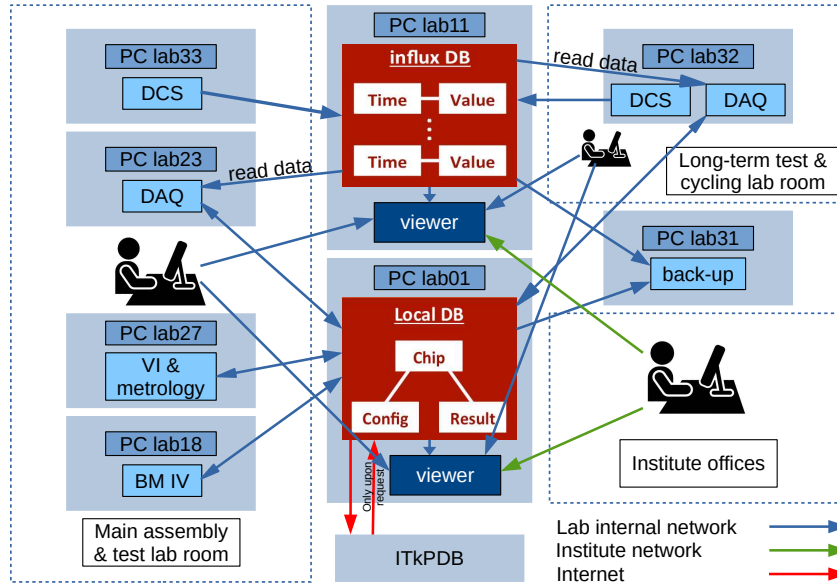 PC lab33
DCS
PC lab23
DAQ
PC lab27
VI &
metrology
PC lab18
BM IV
Main assembly
& test lab room
PC lab11
influx DB
Time
Value
Time
Value
viewer
read data
read data
PC lab01
Local DB
Chip
Config
Result
viewer
Only upon
request
ITkPDB
PC lab32
DCS
DAQ
Long-term test &
cycling lab room
PC lab31
back-up
Institute offices
Lab internal network
Institute network
Internet